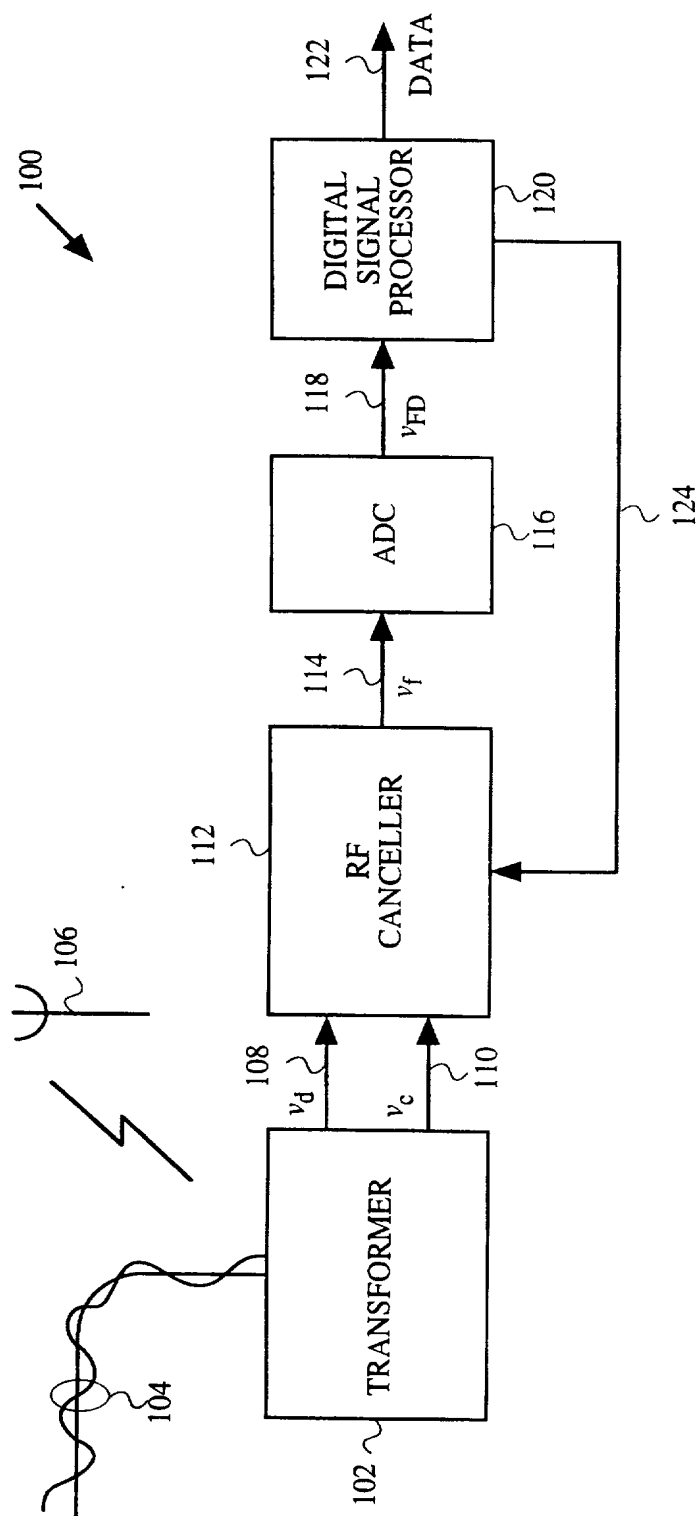 100
106
104
TRANSFORMER
102
v_d
108
v_c
110
112
RF
CANCELLER
114
v_f
ADC
116
118
v_FD
DIGITAL
SIGNAL
PROCESSOR
120
122
DATA
124